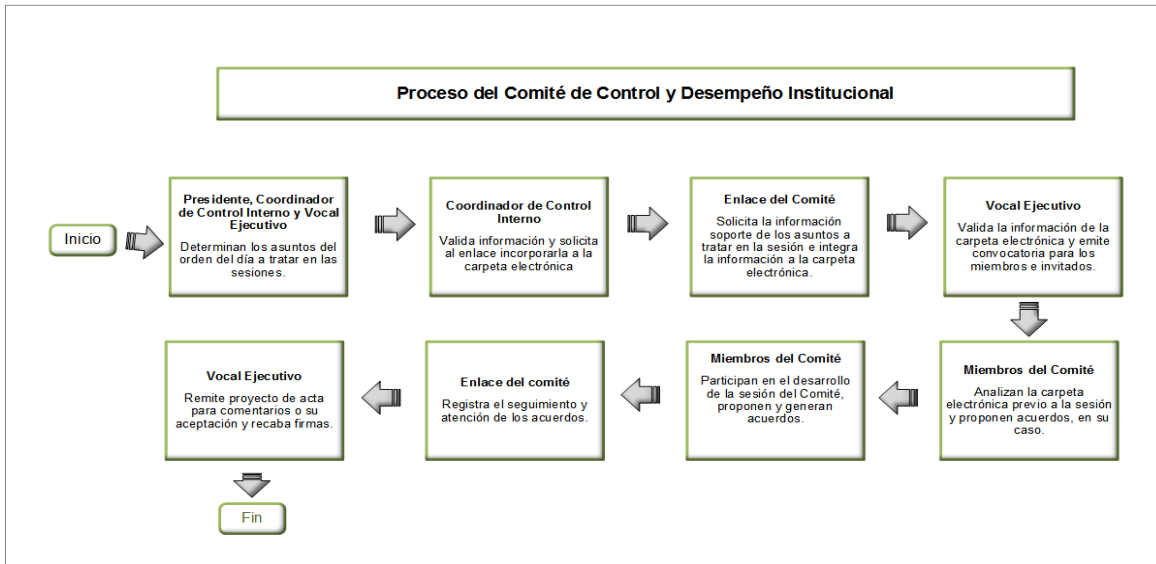 Proceso del Comité de Control y Desempeño Institucional
Inicio
Presidente, Coordinador
de Control Interno y Vocal
Ejecutivo
Determinan los asuntos del
orden del día a tratar en las
sesiones.
Coordinador de Control
Interno
Valida información y solicita
al enlace incorporarla a la
carpeta electrónica
Enlace del Comité
Solicita la información
soporte de los asuntos a
tratar en la sesión e integra
la información a la carpeta
electrónica.
Vocal Ejecutivo
Valida la información de la
carpeta electrónica y emite
convocatoria para los
miembros e invitados.
Miembros del Comité
Analizan la carpeta
electrónica previo a la sesión
y proponen acuerdos, en su
caso.
Miembros del Comité
Participan en el desarrollo
de la sesión del Comité,
proponen y generan
acuerdos.
Enlace del comité
Registra el seguimiento y
atención de los acuerdos.
Vocal Ejecutivo
Remite proyecto de acta
para comentarios o su
aceptación y recaba firmas.
Fin